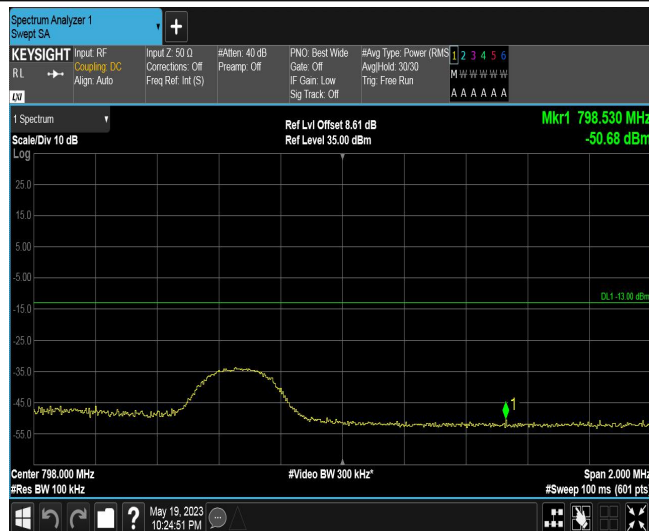 Spectrum Analyzer 1
Swept SA
+
KEYSIGHT
RL
LXI
Input: RF
Coupling: DC
Align: Auto
Input Z: 50 Ω
Corrections: Off
Freq Ref: Int (S)
#Atten: 40 dB
Preamp: Off
PNO: Best Wide
Gate: Off
IF Gain: Low
Sig Track: Off
#Avg Type: Power (RMS
Avg|Hold: 30/30
Trig: Free Run
1 2 3 4 5 6
M W W W W W
A A A A A A
1 Spectrum
Scale/Div 10 dB
Log
Ref Lvl Offset 8.61 dB
Ref Level 35.00 dBm
Mkr1 798.530 MHz
-50.68 dBm
25.0
15.0
5.00
-5.00
DL1 -13.00 dBm
-15.0
-25.0
-35.0
-45.0
1
-55.0
Center 798.000 MHz
#Video BW 300 kHz*
Span 2.000 MHz
#Res BW 100 kHz
#Sweep 100 ms (601 pts)
?
May 19, 2023
10:24:51 PM